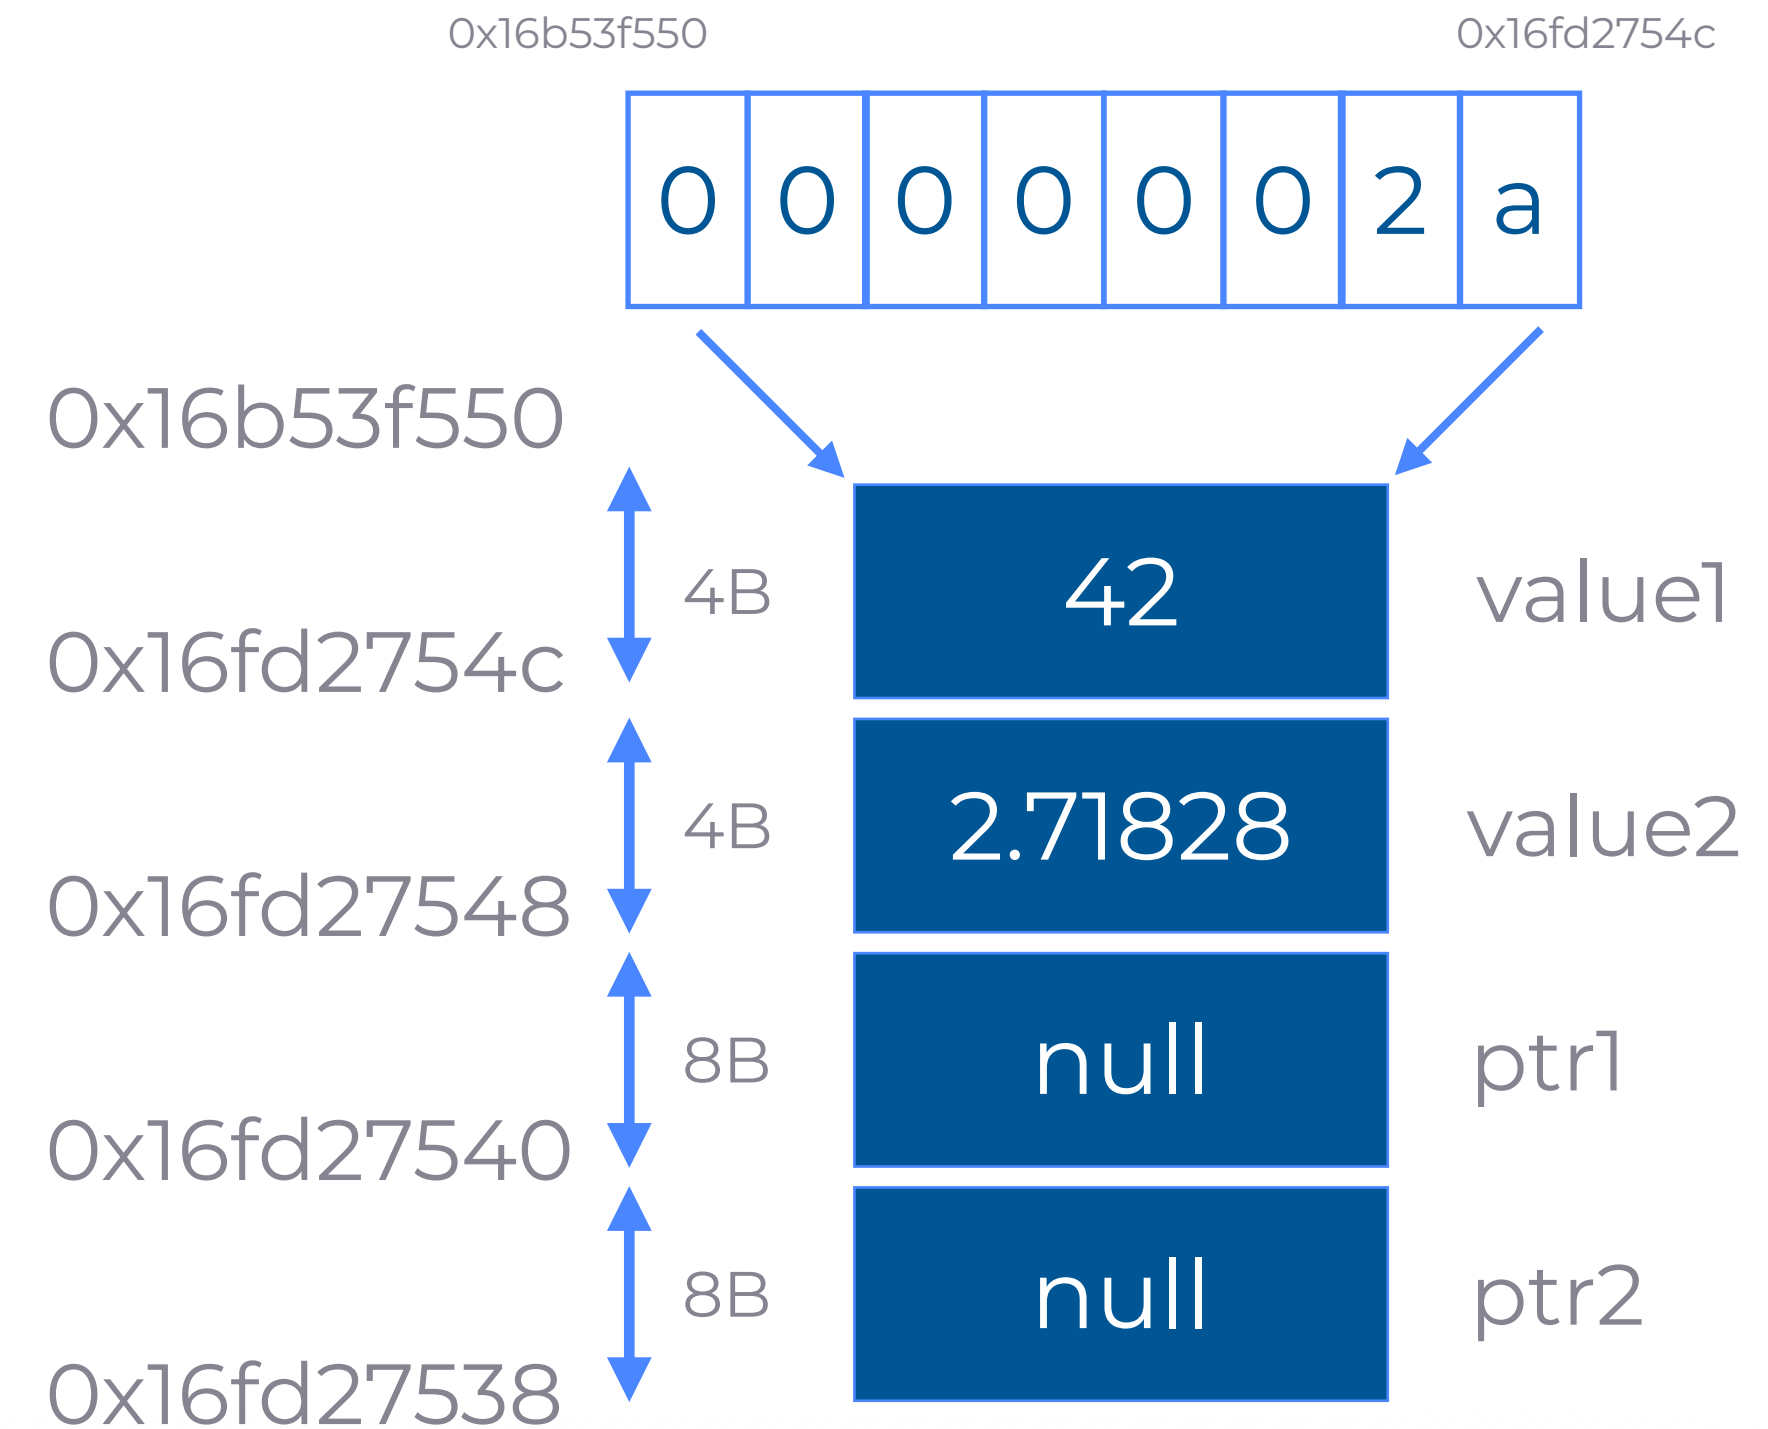 0x16b53f550 0x16fd2754c
0 0 0 0 0 0 2 a
0x16b53f550
4B 42 value1
0x16fd2754c
4B 2.71828 value2
0x16fd27548
8B null ptr1
0x16fd27540
8B null ptr2
0x16fd27538